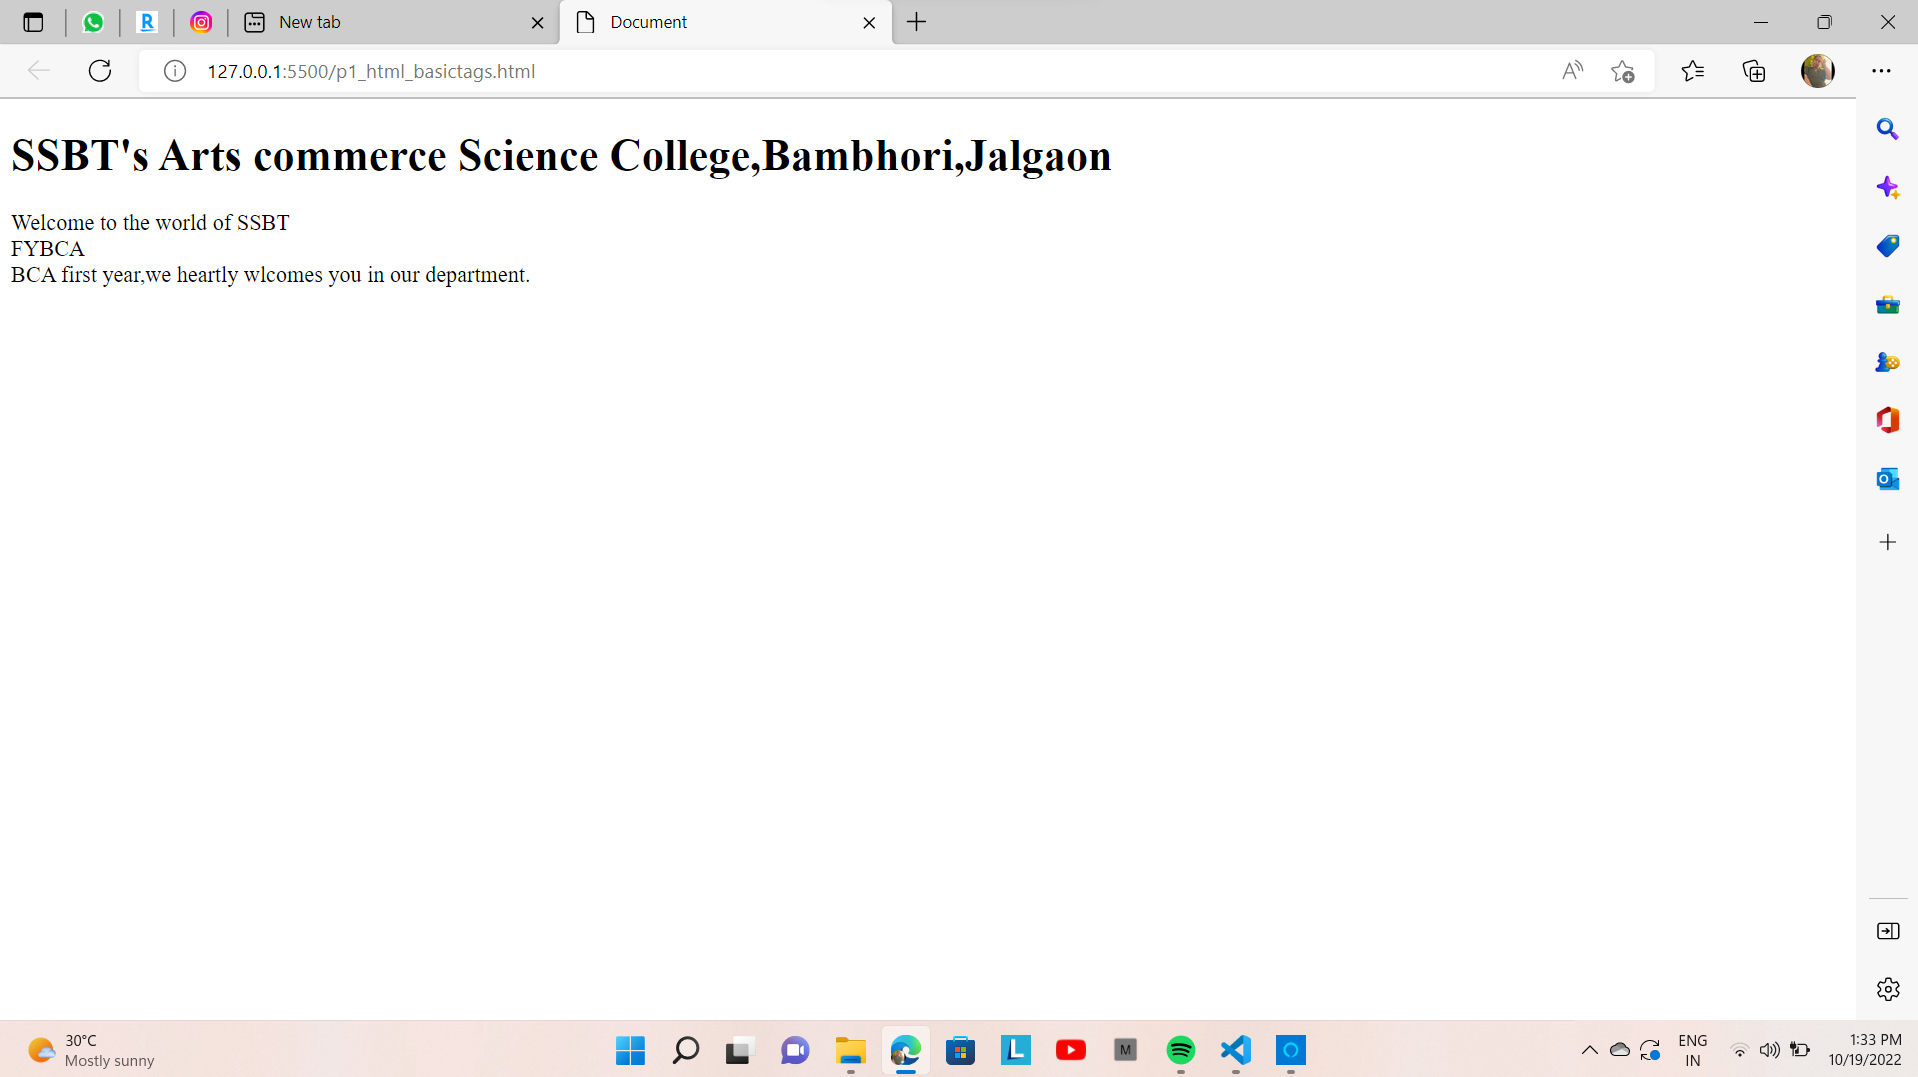 New tab
Document
127.0.0.1:5500/p1_html_basictags.html
SSBT's Arts commerce Science College,Bambhori,Jalgaon
Welcome to the world of SSBT
FYBCA
BCA first year,we heartly wlcomes you in our department.
30°C
Mostly sunny
ENG
IN
1:33 PM
10/19/2022